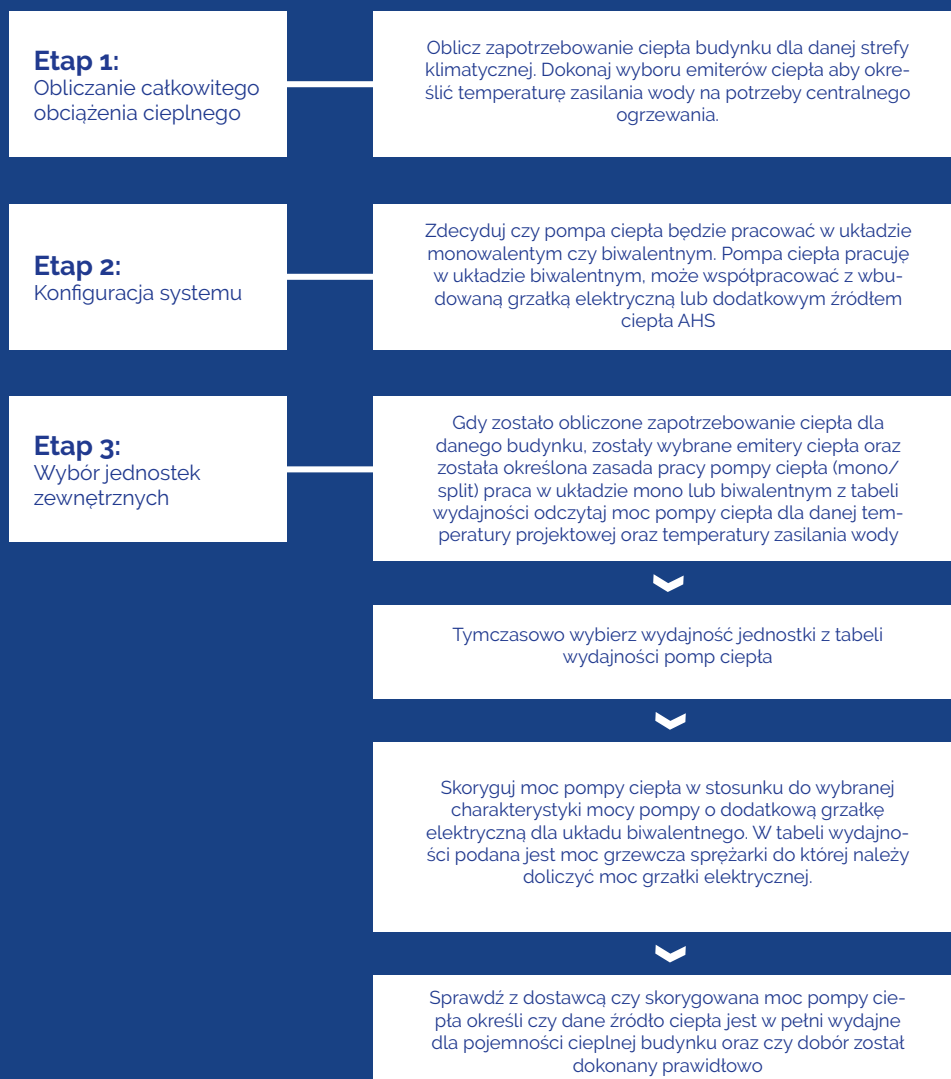 Etap 1:
Obliczanie całkowitego
obciążenia cieplnego
Oblicz zapotrzebowanie ciepła budynku dla danej strefy
klimatycznej. Dokonaj wyboru emiterów ciepła aby okre-
ślić temperaturę zasilania wody na potrzeby centralnego
ogrzewania.
Etap 2:
Konfiguracja systemu
Zdecyduj czy pompa ciepła będzie pracować w układzie
monowalentym czy biwalentnym. Pompa ciepła pracuję
w układzie biwalentnym, może współpracować z wbu-
dowaną grzałką elektryczną lub dodatkowym źródłem
ciepła AHS
Etap 3:
Wybór jednostek
zewnętrznych
Gdy zostało obliczone zapotrzebowanie ciepła dla
danego budynku, zostały wybrane emitery ciepła oraz
została określona zasada pracy pompy ciepła (mono/
split) praca w układzie mono lub biwalentnym z tabeli
wydajności odczytaj moc pompy ciepła dla danej tem-
peratury projektowej oraz temperatury zasilania wody
Tymczasowo wybierz wydajność jednostki z tabeli
wydajności pomp ciepła
Skoryguj moc pompy ciepła w stosunku do wybranej
charakterystyki mocy pompy o dodatkową grzałkę
elektryczną dla układu biwalentnego. W tabeli wydajno-
ści podana jest moc grzewcza sprężarki do której należy
doliczyć moc grzałki elektrycznej.
Sprawdź z dostawcą czy skorygowana moc pompy cie-
pła określi czy dane źródło ciepła jest w pełni wydajne
dla pojemności cieplnej budynku oraz czy dobór został
dokonany prawidłowo